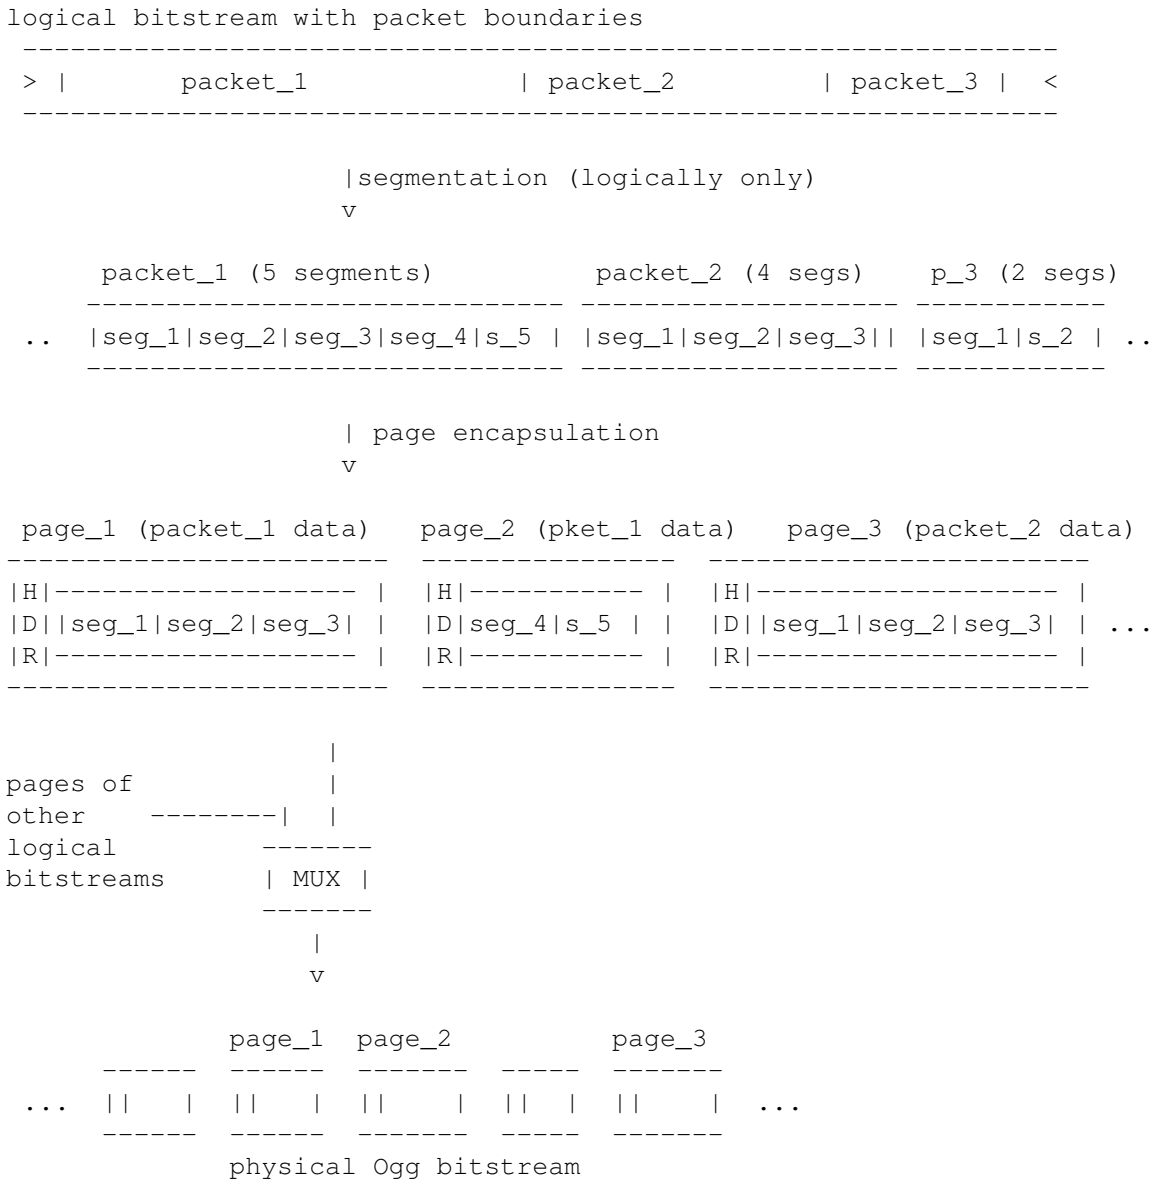 logical bitstream with packet boundaries
-----------------------------------------------------------------
> |       packet_1             | packet_2         | packet_3 |  <
-----------------------------------------------------------------
|segmentation (logically only)
v
packet_1 (5 segments)          packet_2 (4 segs)    p_3 (2 segs)
------------------------------ -------------------- ------------
..  |seg_1|seg_2|seg_3|seg_4|s_5 | |seg_1|seg_2|seg_3|| |seg_1|s_2 | ..
------------------------------ -------------------- ------------
| page encapsulation
v
page_1 (packet_1 data)   page_2 (pket_1 data)   page_3 (packet_2 data)
------------------------  ----------------  ------------------------
|H|------------------- |  |H|----------- |  |H|------------------- |
|D||seg_1|seg_2|seg_3| |  |D|seg_4|s_5 | |  |D||seg_1|seg_2|seg_3| | ...
|R|------------------- |  |R|----------- |  |R|------------------- |
------------------------  ----------------  ------------------------
|
pages of            |
other    --------|  |
logical         -------
bitstreams      | MUX |
-------
|
v
page_1  page_2          page_3
------  ------  -------  -----  -------
...  ||   |  ||   |  ||    |  ||  |  ||    |  ...
------  ------  -------  -----  -------
physical Ogg bitstream